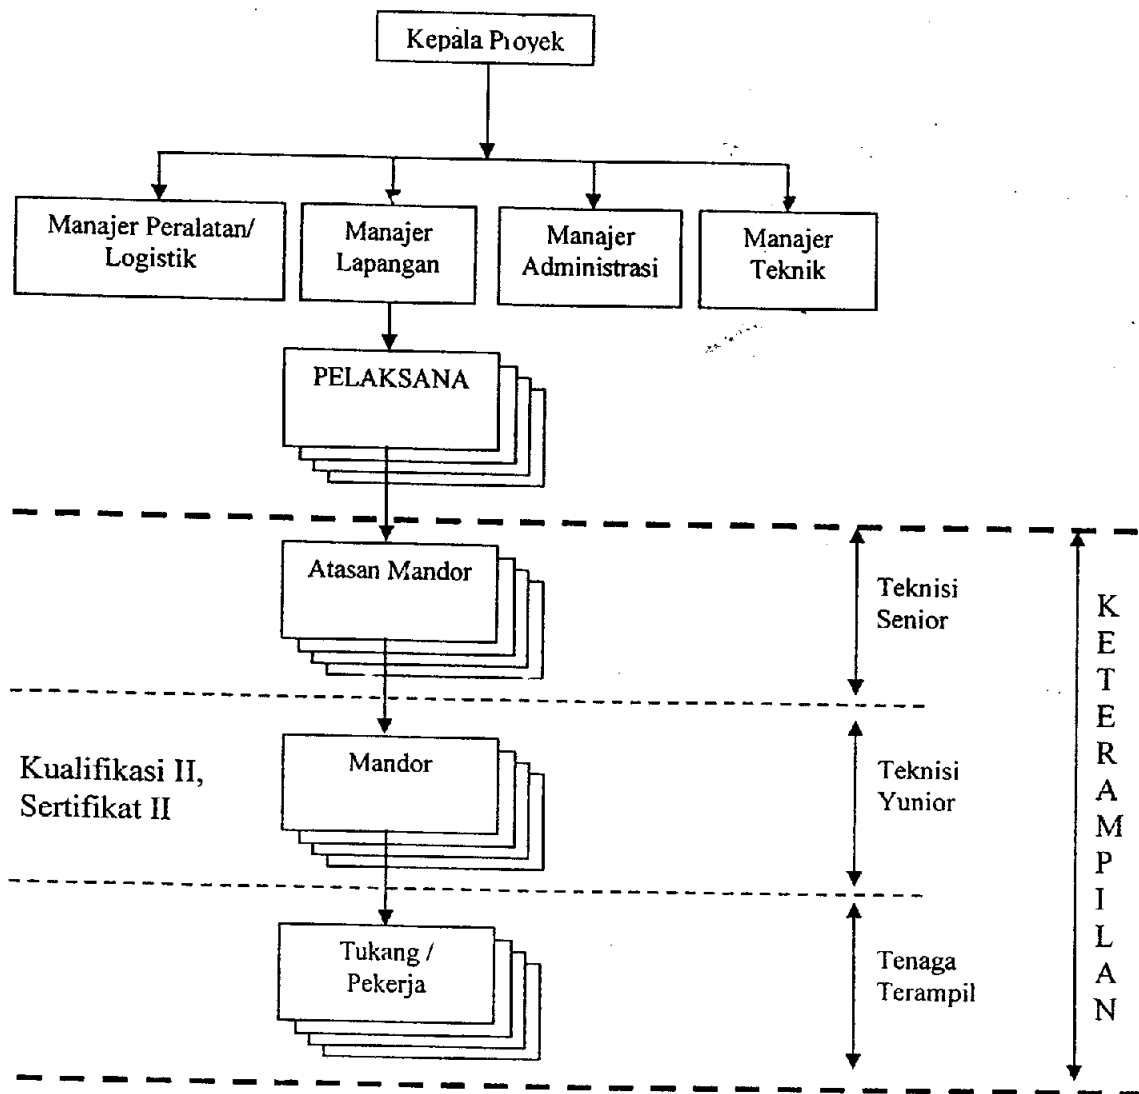 Kepala Proyek
Manajer Peralatan/
Logistik
Manajer
Lapangan
Manajer
Administrasi
Manajer
Teknik
PELAKSANA
Atasan Mandor
Teknisi
Senior
Kualifikasi II,
Sertifikat II
Mandor
Teknisi
Yunior
Tukang /
Pekerja
Tenaga
Terampil
KETERAMPILAN